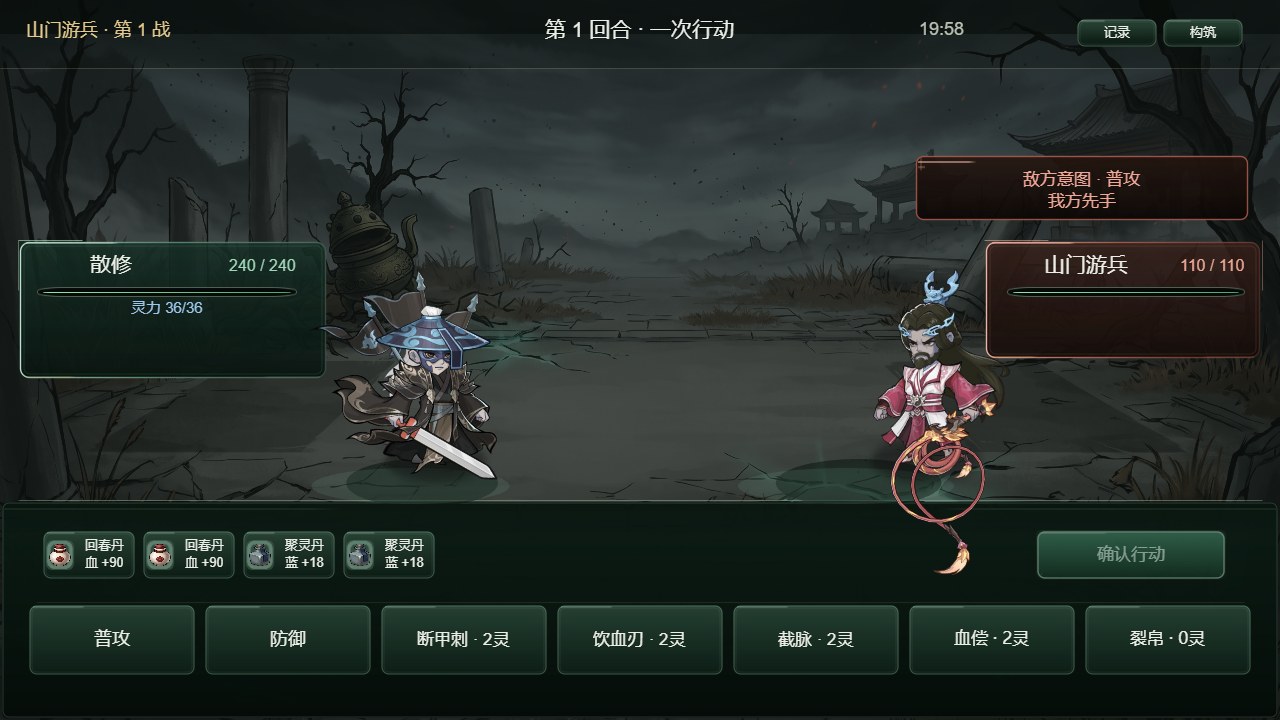 山门游兵 · 第 1 战
第 1 回合 · 一次行动
19:58
记录
构筑
敌方意图 · 普攻
我方先手
散修
240 / 240
灵力 36/36
山门游兵
110 / 110
回春丹
血 +90
回春丹
血 +90
聚灵丹
蓝 +18
聚灵丹
蓝 +18
确认行动
普攻
防御
断甲刺 · 2灵
饮血刃 · 2灵
截脉 · 2灵
血偿 · 2灵
裂帛 · 0灵